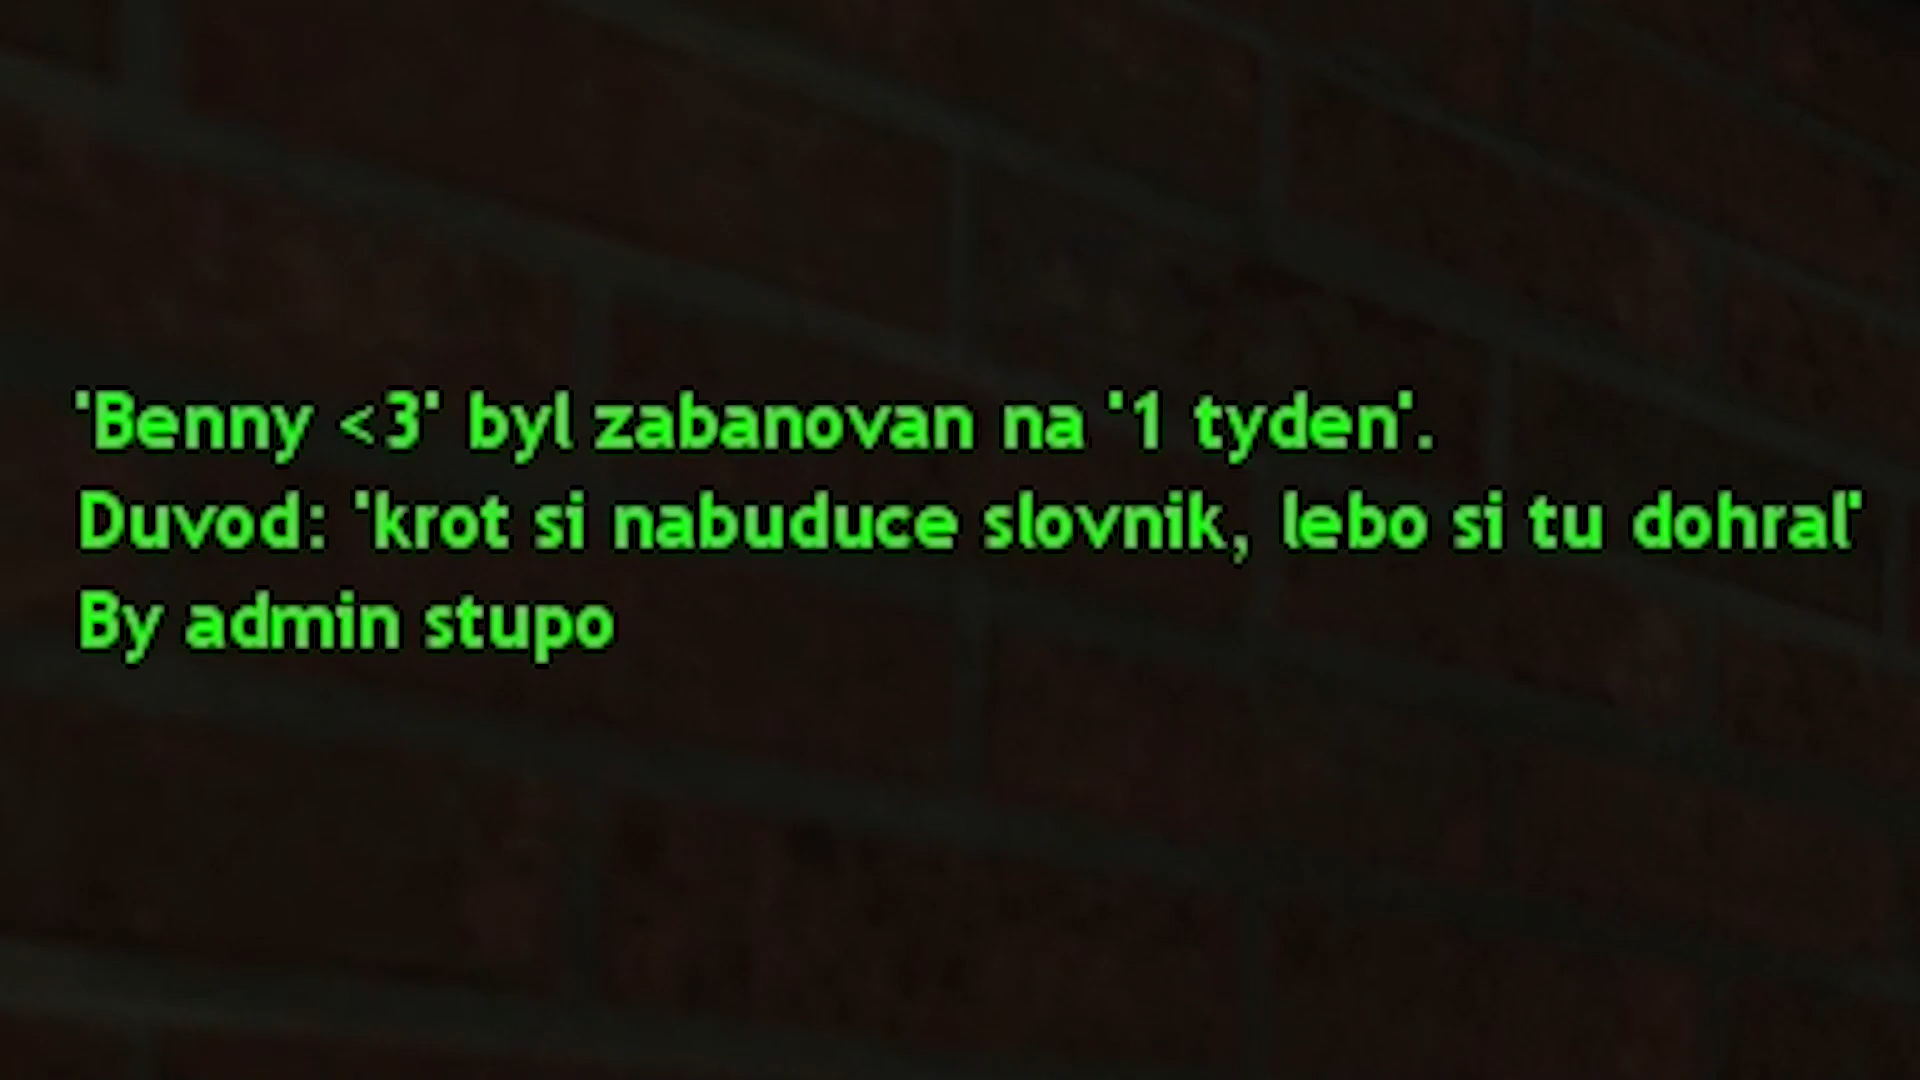 'Benny <3' byl zabanovan na '1 tyden'.
Duvod: 'krot si nabuduce slovnik, lebo si tu dohral'
By admin stupo